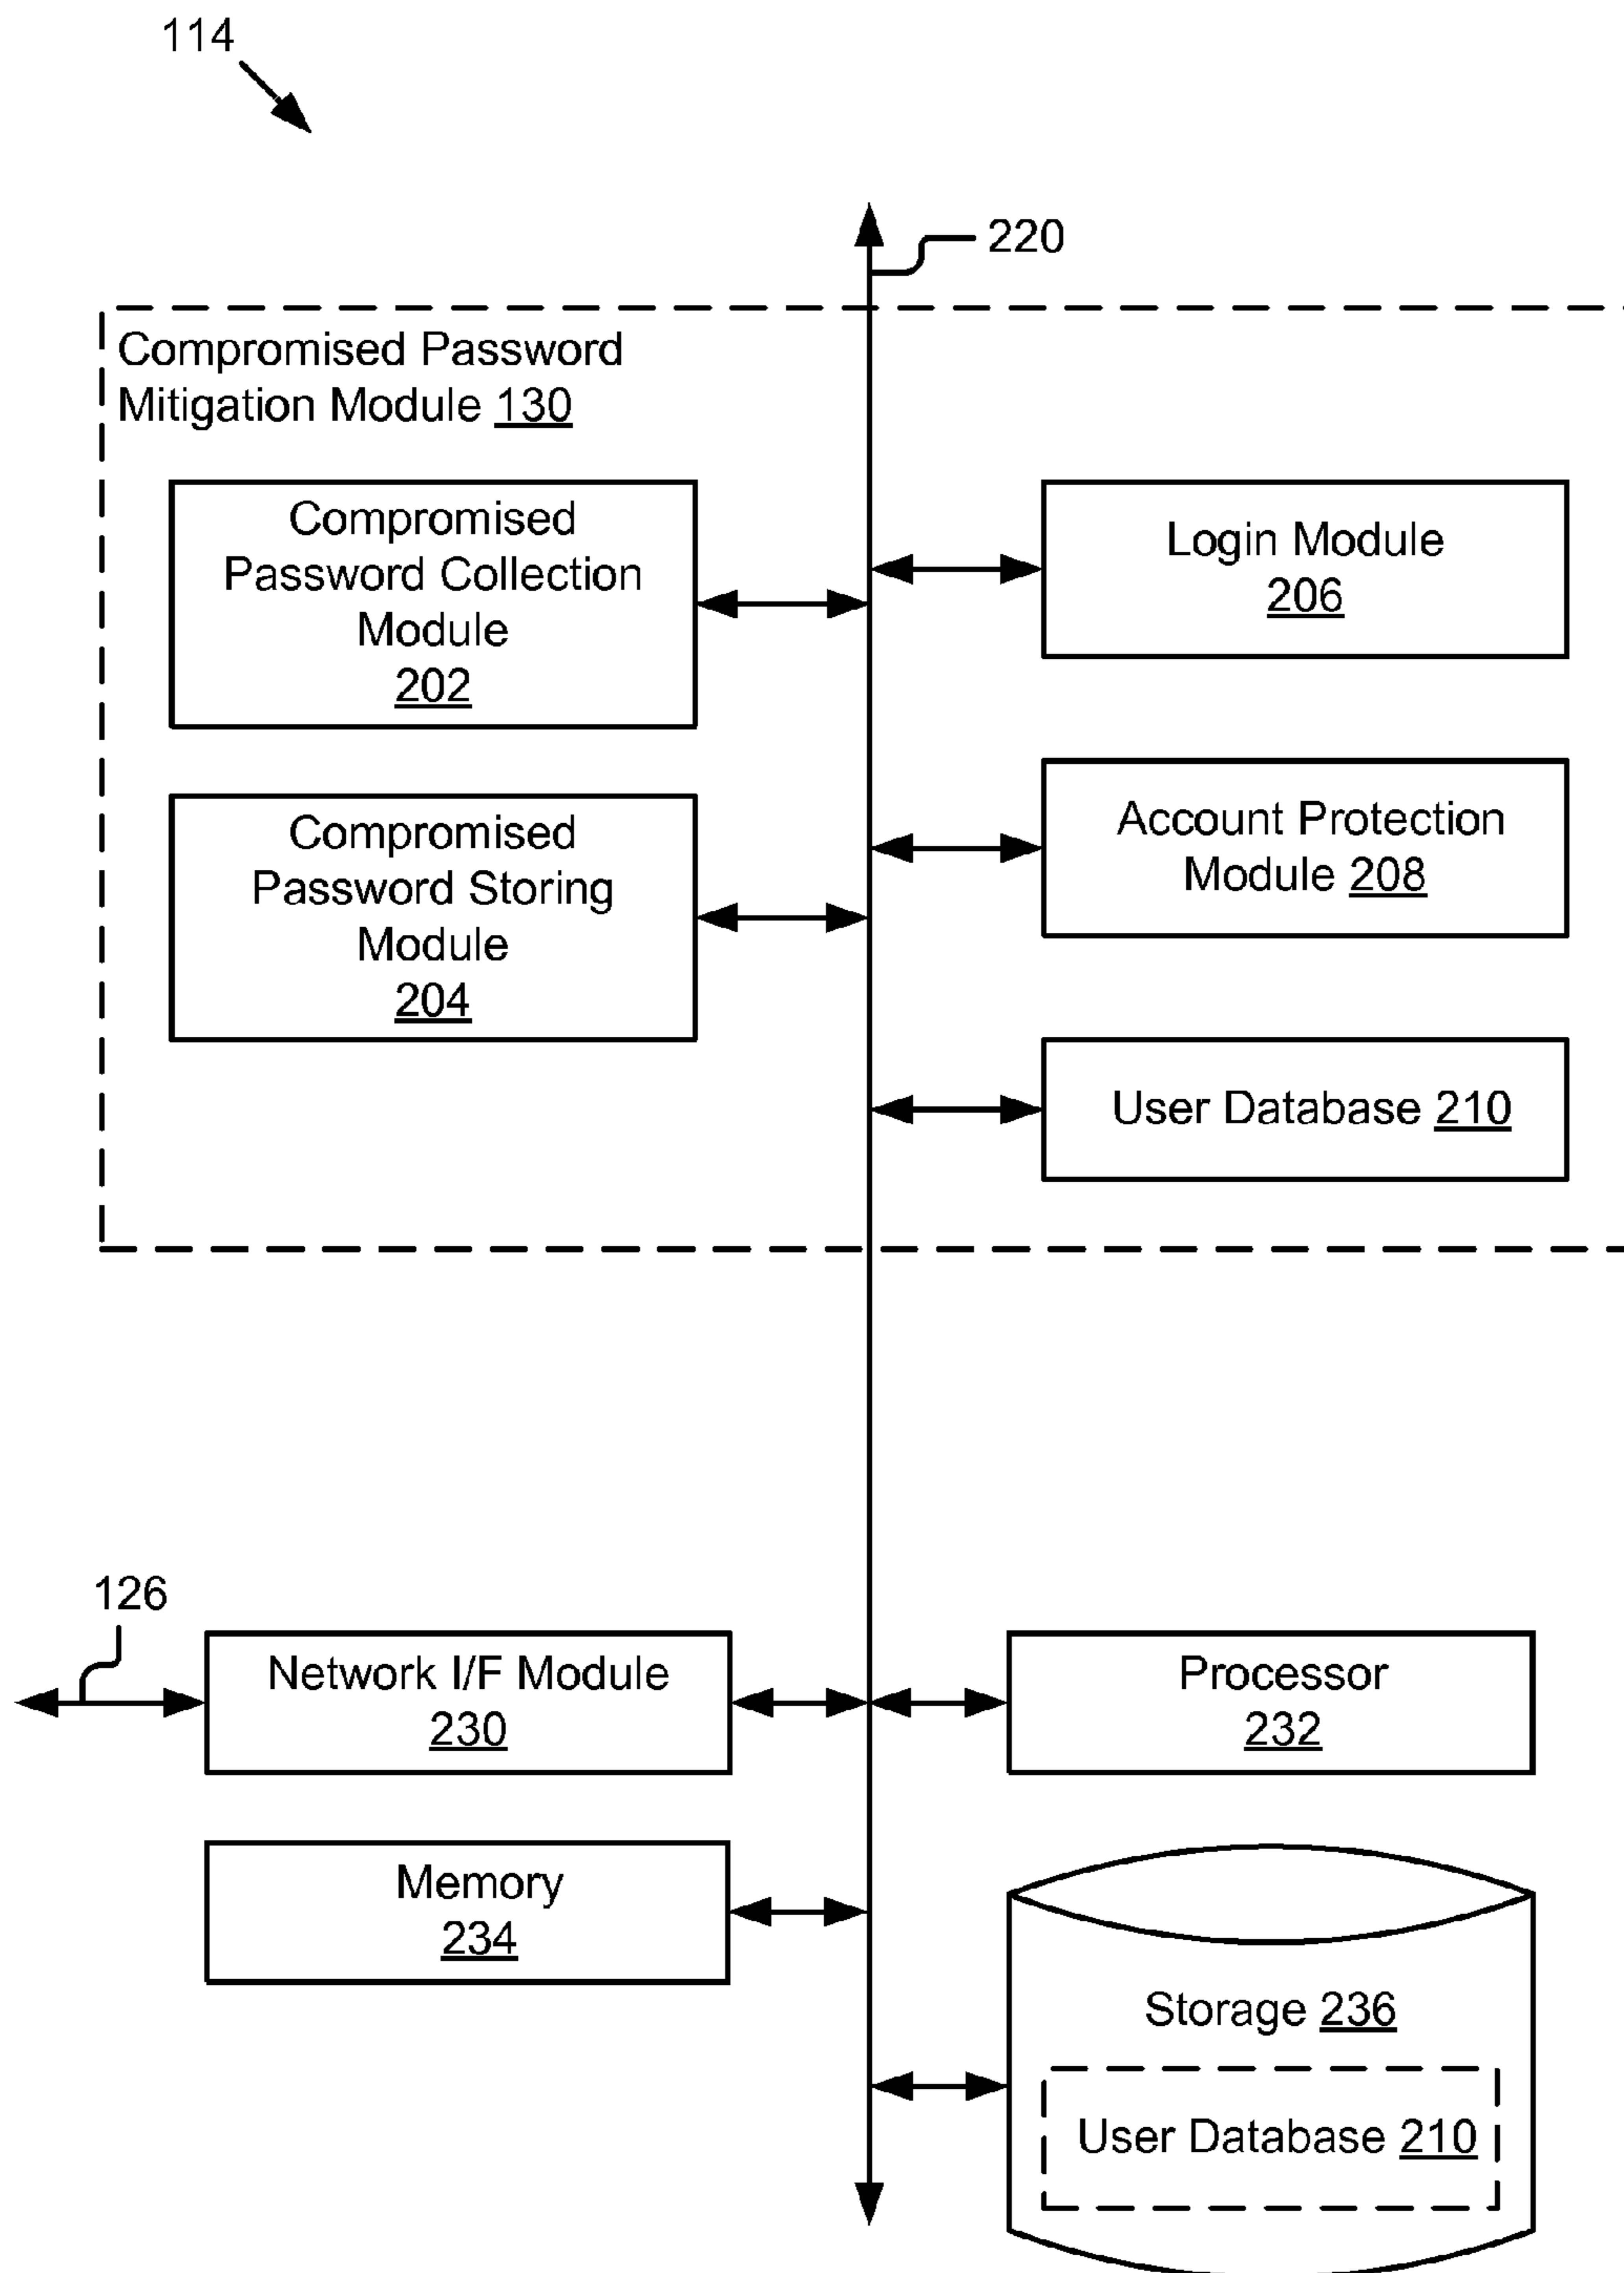 114
220
Compromised Password
Mitigation Module 130
Compromised
Password Collection
Module
202
Login Module
206
Compromised
Password Storing
Module
204
Account Protection
Module 208
User Database 210
126
Network I/F Module
230
Processor
232
Memory
234
Storage 236
User Database 210